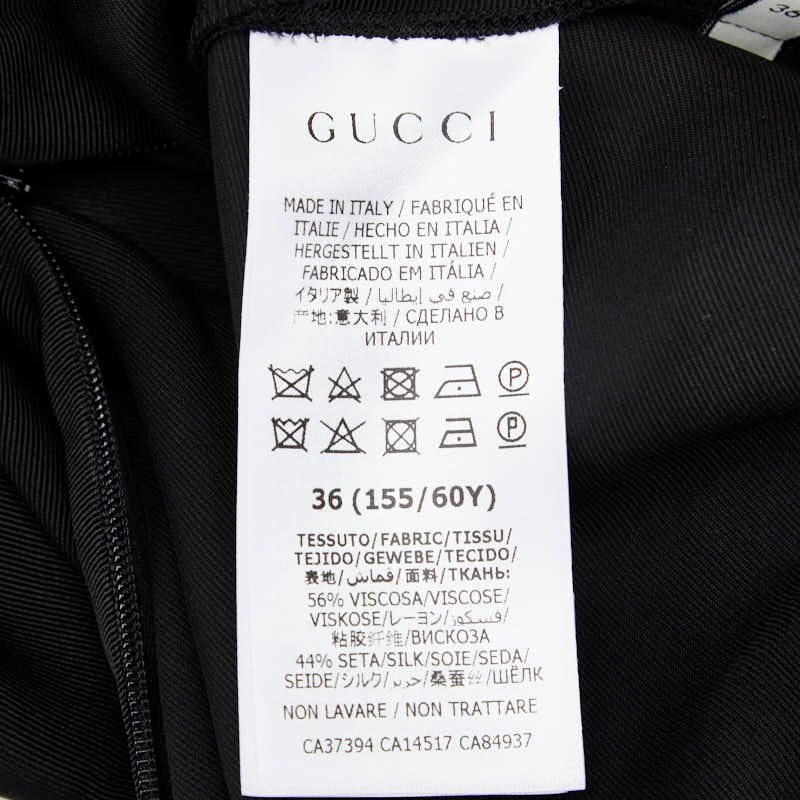 36
GUCCI
MADE IN ITALY / FABRIQUÉ EN
ITALIE / HECHO EN ITALIA /
HERGESTELLT IN ITALIEN /
FABRICADO EM ITÁLIA /
イタリア製 / صنع في إيطاليا /
产地:意大利 / СДЕЛАНО В
ИТАЛИИ
P
P
36 (155/60Y)
TESSUTO/FABRIC/TISSU/
TEJIDO/GEWEBE/TECIDO/
表地/قماش/面料/ТКАНЬ:
56% VISCOSA/VISCOSE/
VISKOSE/レーヨン/فسكوز/
粘胶纤维/ВИСКОЗА
44% SETA/SILK/SOIE/SEDA/
SEIDE/シルク/حرير/桑蚕丝/ШЁЛК
NON LAVARE / NON TRATTARE
CA37394 CA14517 CA84937